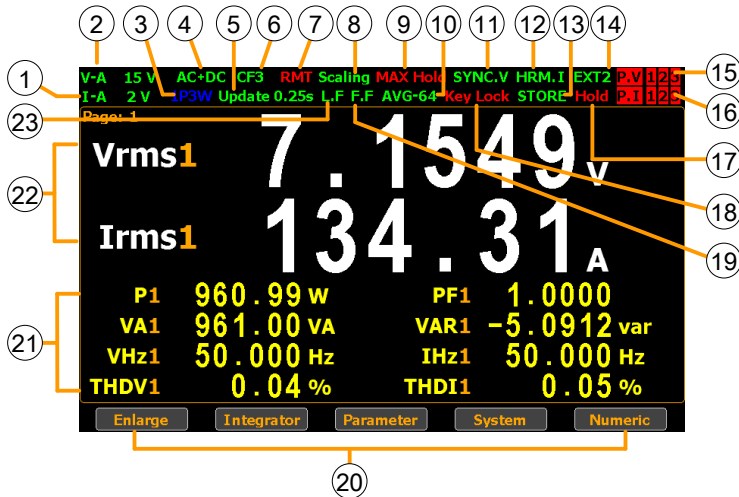 2 3 4 5 6 7 8 9 10 11 12 13 14
V-A 15 V AC+DC CF3 RMT Scaling MAX Hold SYNC.V HRM.I EXT2 P.V 1 2 S 15
1 I-A 2 V 1P3W Update 0.25s L.F F.F AVG-64 Key Lock STORE Hold P.I 1 2 S 16
23 Page: 1 17
Vrms1 7.1549 V
22 18
Irms1 134.31 A 19
P1 960.99 W PF1 1.0000
VA1 961.00 VA VAR1 -5.0912 var
21
VHz1 50.000 Hz IHz1 50.000 Hz
THDV1 0.04 % THDI1 0.05 %
Enlarge Integrator Parameter System Numeric
20